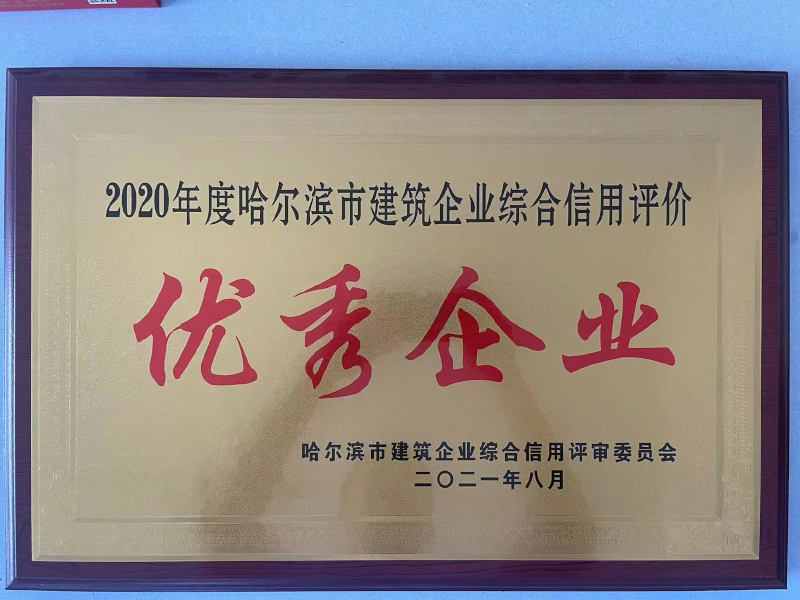 2020年度哈尔滨市建筑企业综合信用评价
优秀企业
哈尔滨市建筑企业综合信用评审委员会
二〇二一年八月